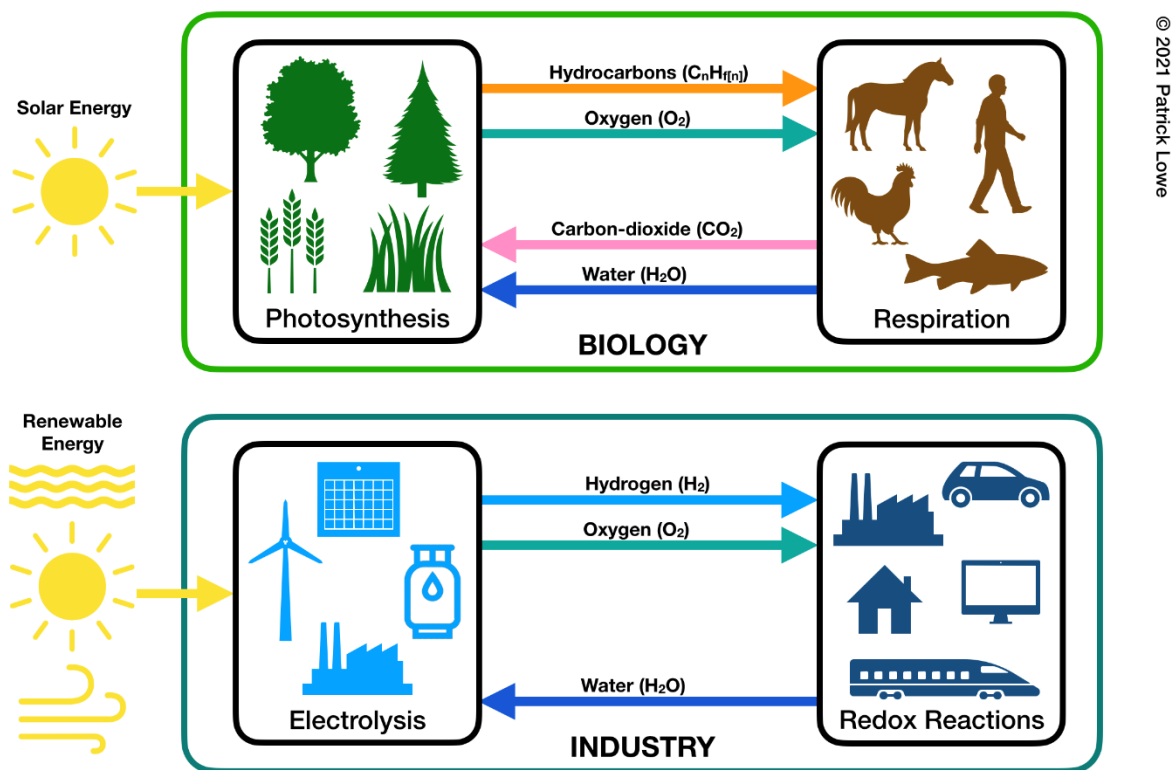 © 2021 Patrick Lowe
Solar Energy
Hydrocarbons (CₙH_f[n])
Oxygen (O₂)
Carbon-dioxide (CO₂)
Water (H₂O)
Photosynthesis
Respiration
BIOLOGY
Renewable
Energy
Hydrogen (H₂)
Oxygen (O₂)
Water (H₂O)
Electrolysis
Redox Reactions
INDUSTRY